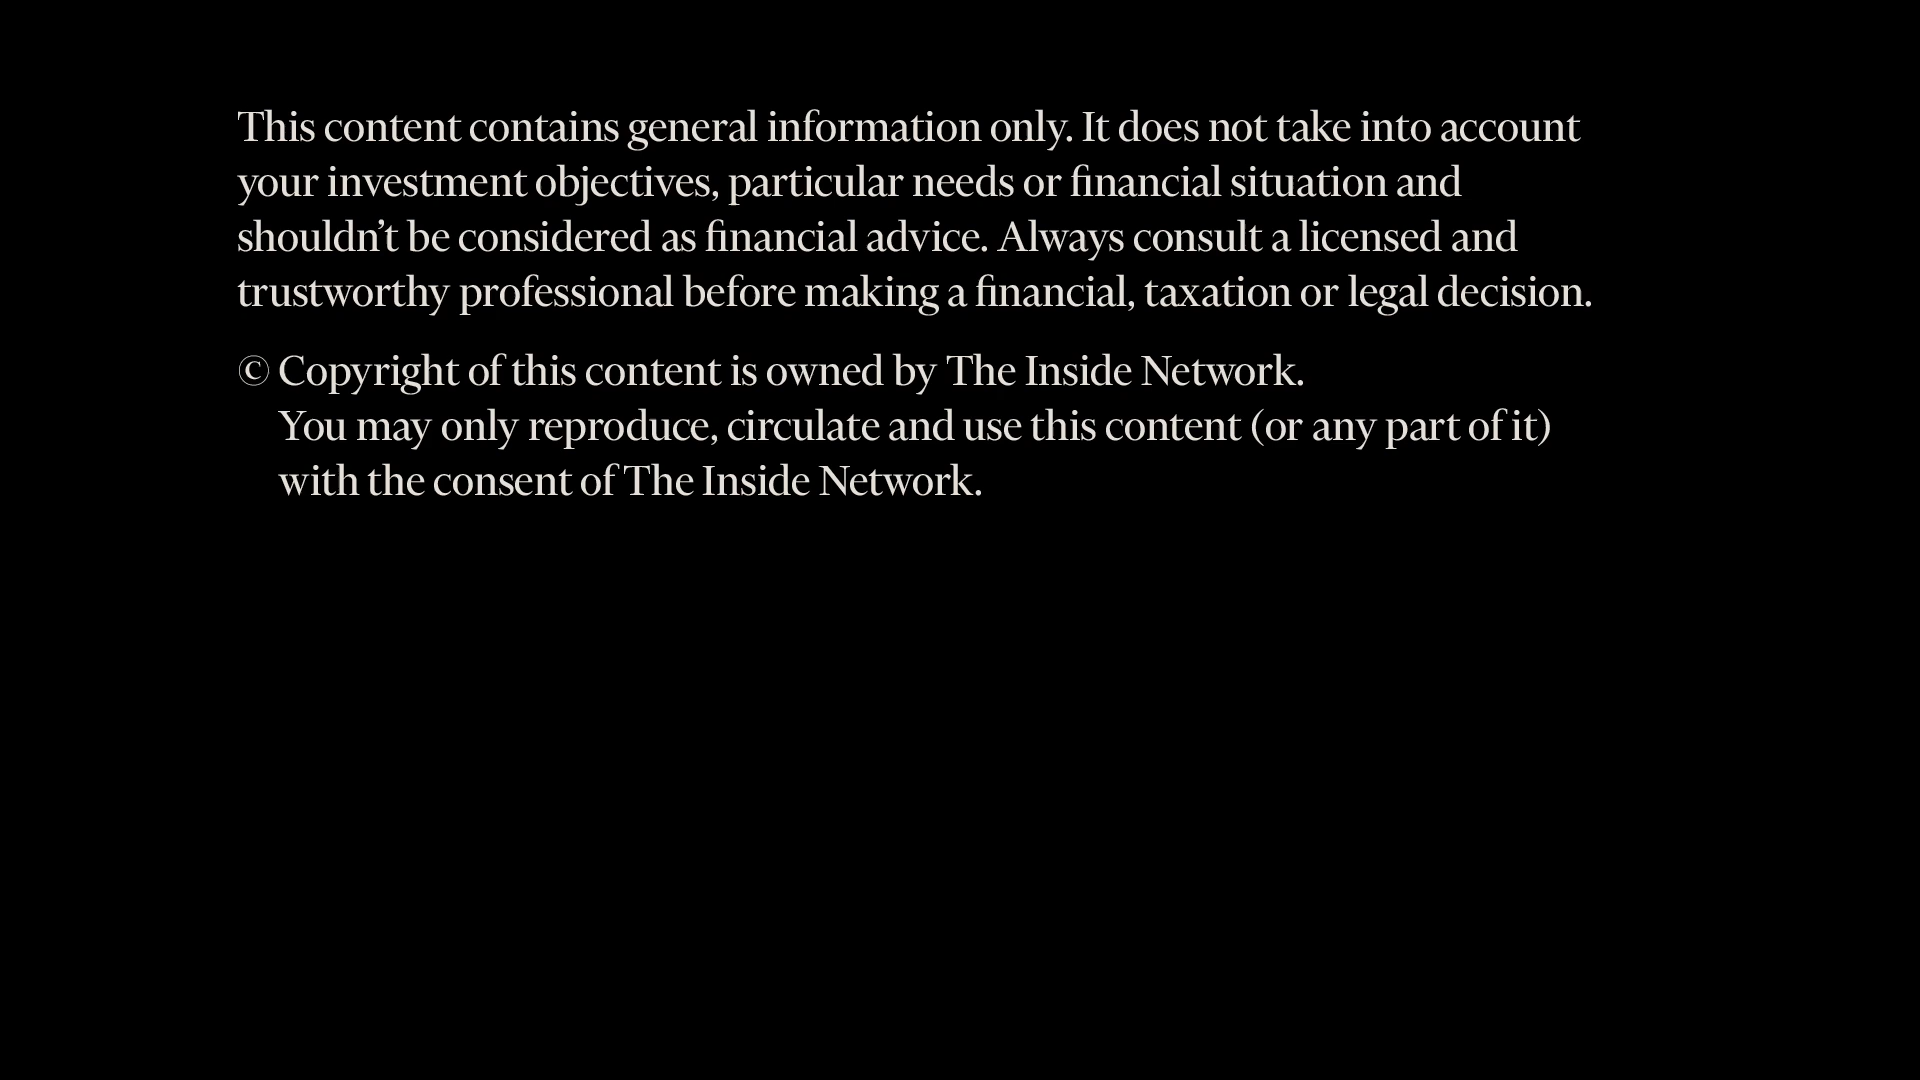 This content contains general information only. It does not take into account
your investment objectives, particular needs or financial situation and
shouldn’t be considered as financial advice. Always consult a licensed and
trustworthy professional before making a financial, taxation or legal decision.
© Copyright of this content is owned by The Inside Network.
You may only reproduce, circulate and use this content (or any part of it)
with the consent of The Inside Network.